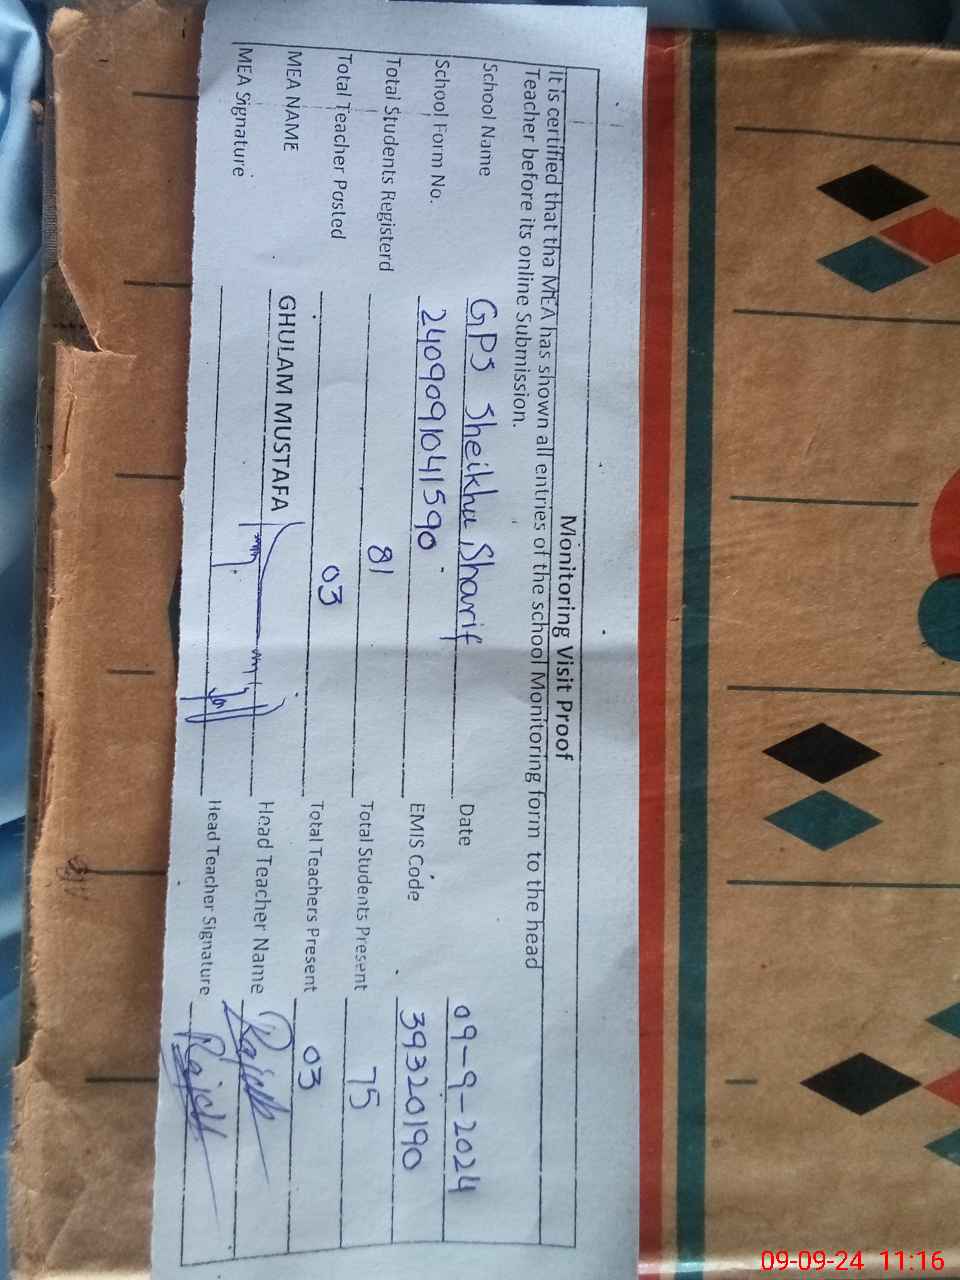 Monitoring Visit Proof
It is certified that tha MEA has shown all entries of the school Monitoring form to the head
Teacher before its online Submission.
School Name GPS Sheikhu Sharif Date 09-9-2024
School Form No. 2409091041590 EMIS Code 39320190
Total Students Registerd 81 Total Students Present 75
Total Teacher Posted 03 Total Teachers Present 03
MEA NAME GHULAM MUSTAFA Head Teacher Name
MEA Signature Head Teacher Signature
09-09-24 11:16